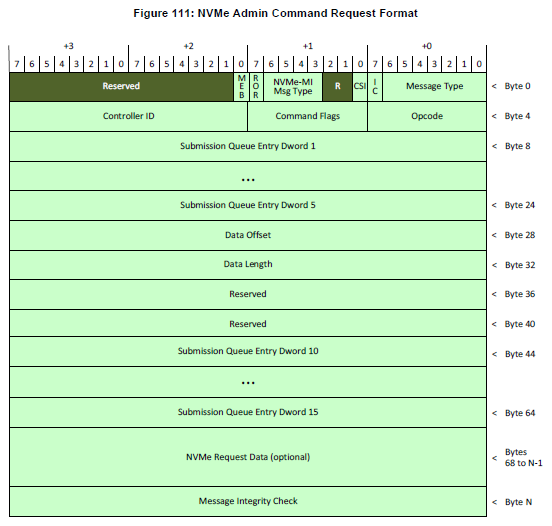 Figure 111: NVMe Admin Command Request Format
+3 +2 +1 +0
7 6 5 4 3 2 1 0 7 6 5 4 3 2 1 0 7 6 5 4 3 2 1 0 7 6 5 4 3 2 1 0
Reserved MEB ROR NVMe-MI Msg Type R CSI IC Message Type < Byte 0
Controller ID Command Flags Opcode < Byte 4
Submission Queue Entry Dword 1 < Byte 8
...
Submission Queue Entry Dword 5 < Byte 24
Data Offset < Byte 28
Data Length < Byte 32
Reserved < Byte 36
Reserved < Byte 40
Submission Queue Entry Dword 10 < Byte 44
...
Submission Queue Entry Dword 15 < Byte 64
NVMe Request Data (optional) < Bytes 68 to N-1
Message Integrity Check < Byte N